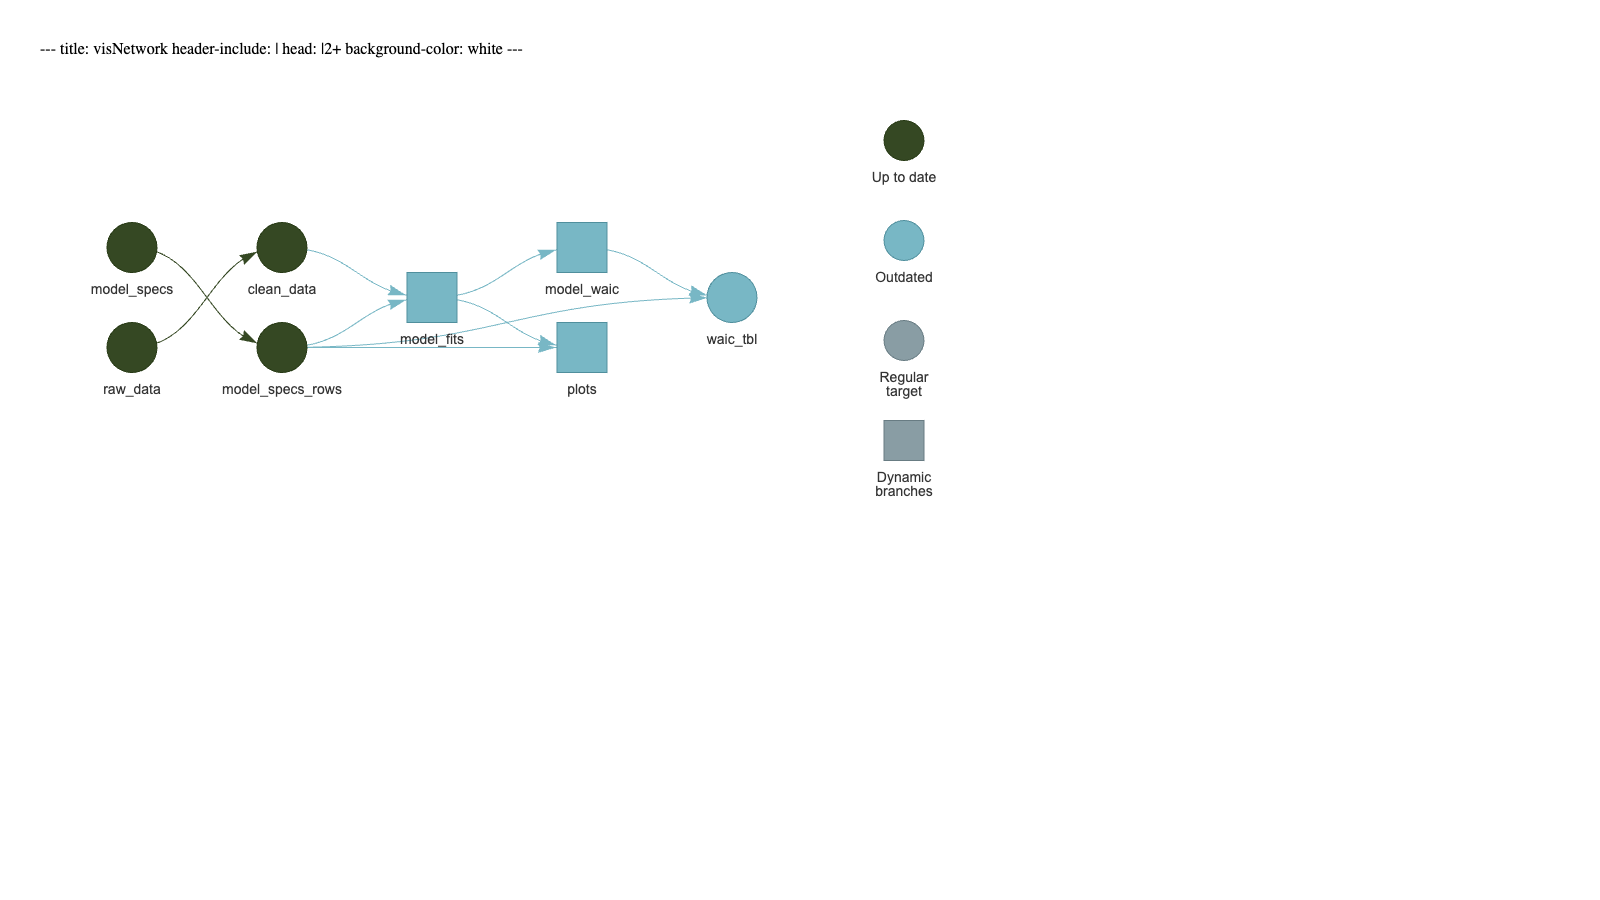 --- title: visNetwork header-include: | head: |2+ background-color: white ---
model_specs
clean_data
model_waic
model_fits
waic_tbl
raw_data
model_specs_rows
plots
Up to date
Outdated
Regular
target
Dynamic
branches